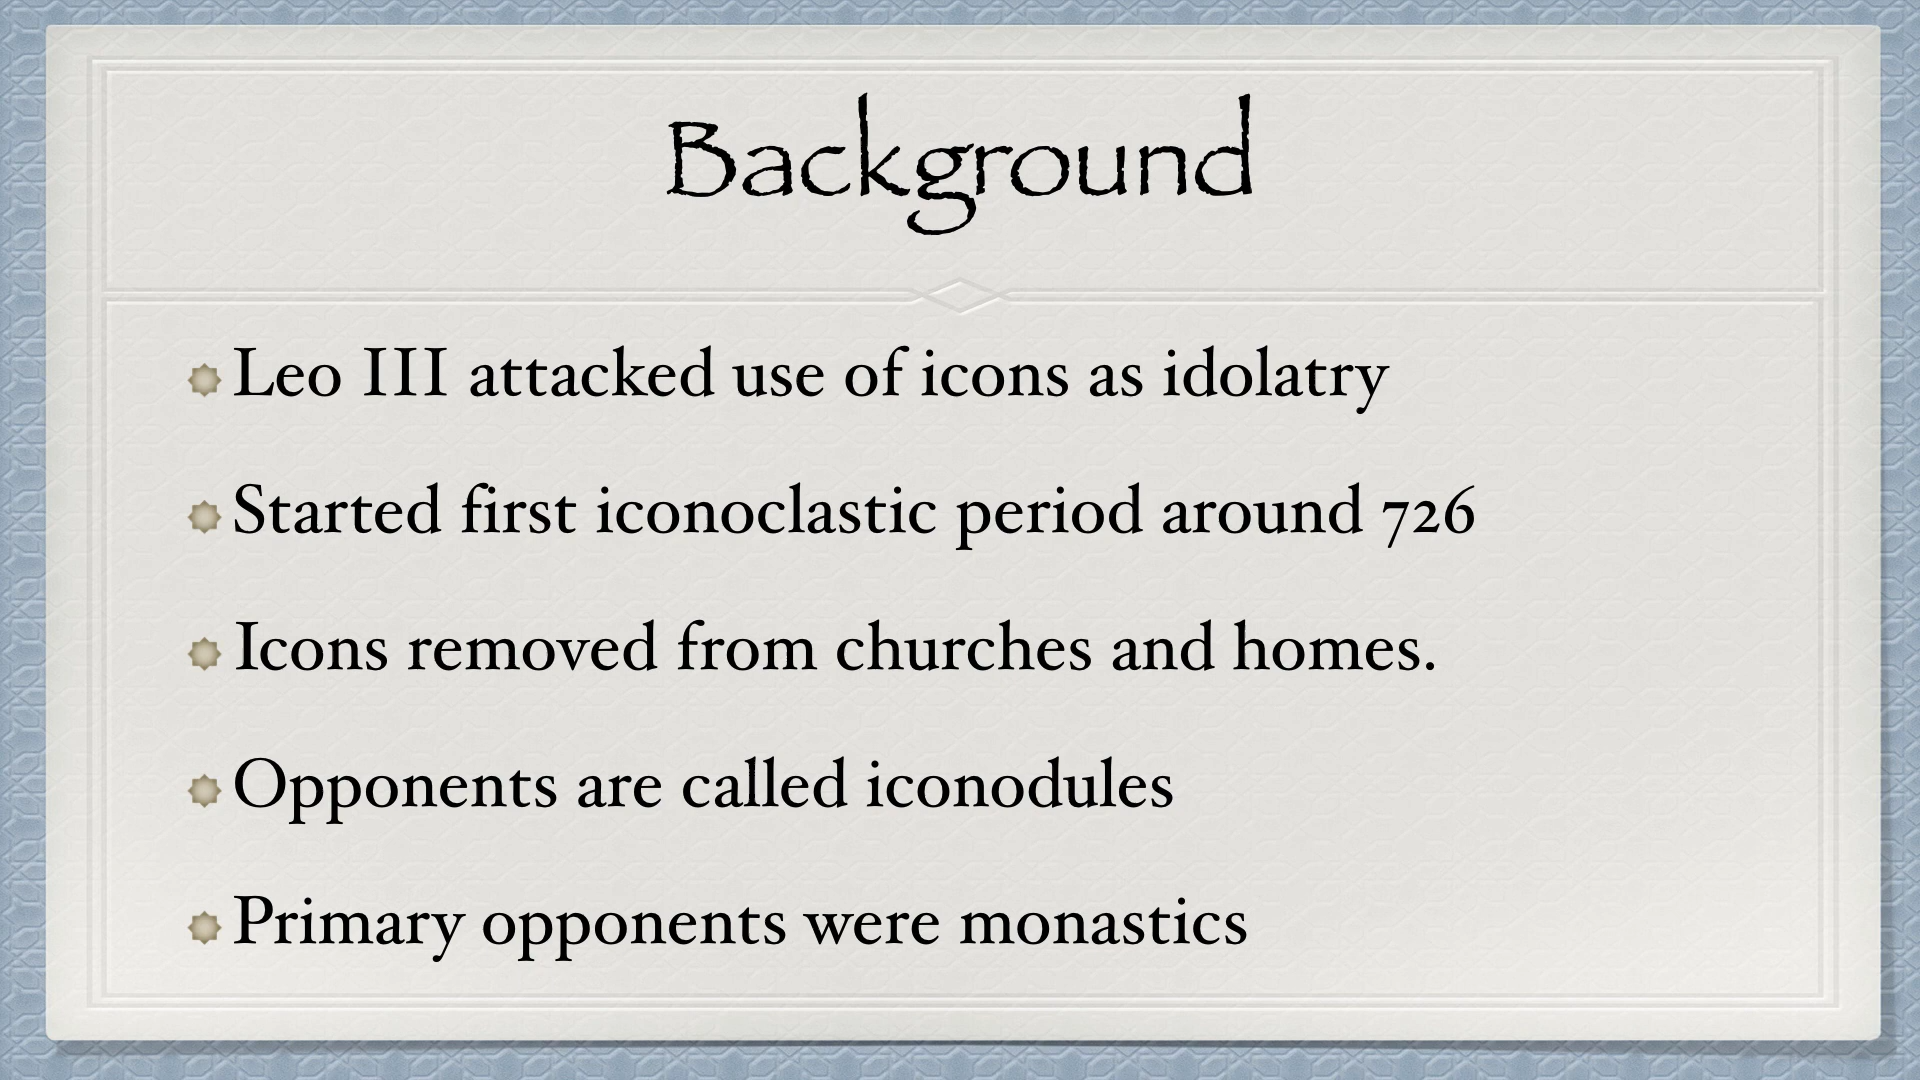 Background
Leo III attacked use of icons as idolatry
Started first iconoclastic period around 726
Icons removed from churches and homes.
Opponents are called iconodules
Primary opponents were monastics